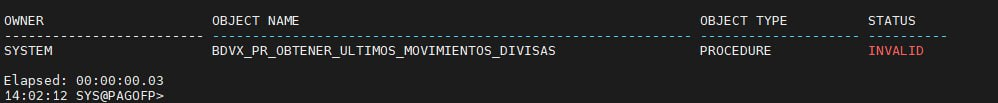 OWNER                     OBJECT NAME                                                  OBJECT TYPE          STATUS
------------------------- ------------------------------------------------------------ -------------------- ----------
SYSTEM                    BDVX_PR_OBTENER_ULTIMOS_MOVIMIENTOS_DIVISAS                  PROCEDURE            INVALID
Elapsed: 00:00:00.03
14:02:12 SYS@PAGOFP>